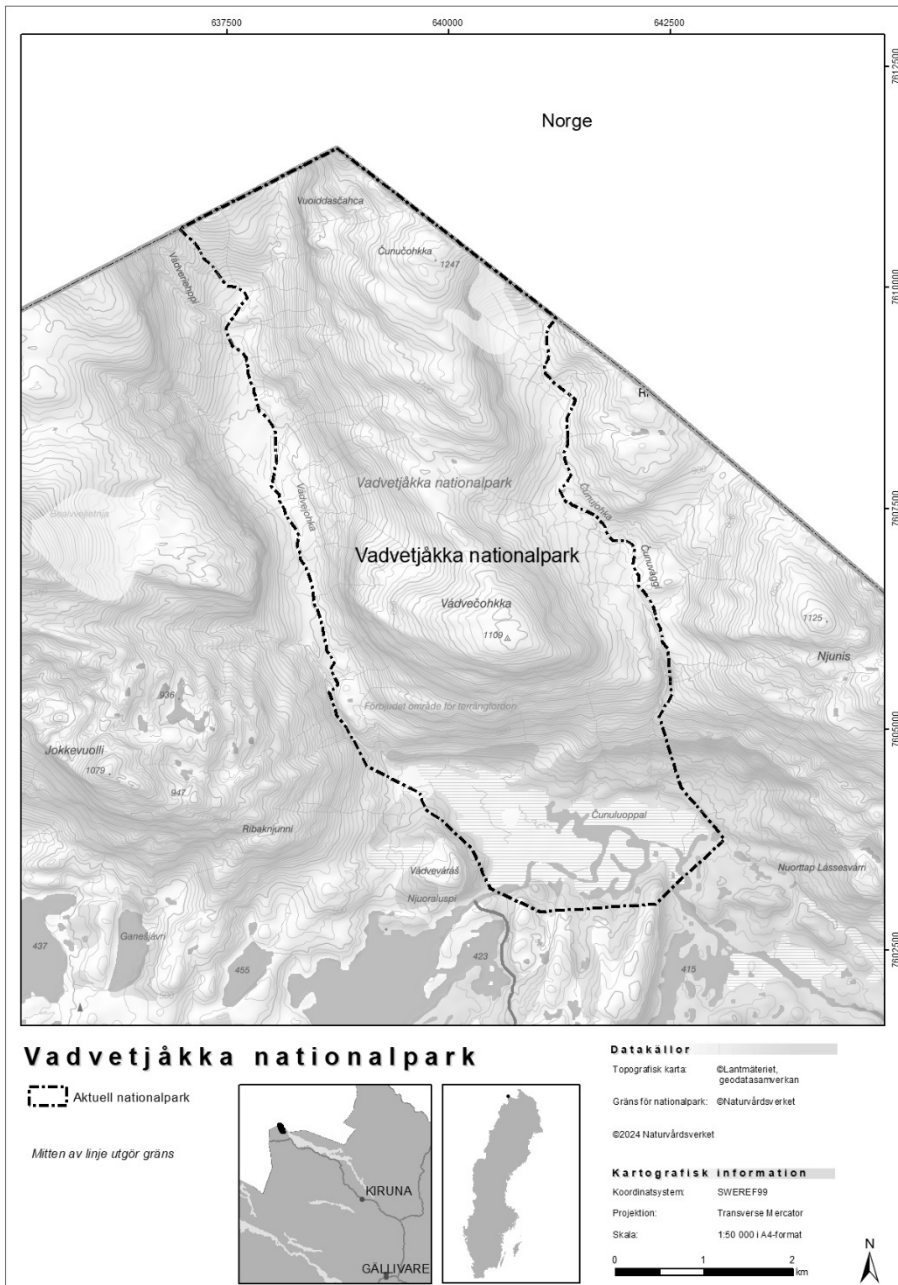 637500
640000
642500
7612500
Norge
Vuoiddasčahca
Čunučohkka
1247
Vádveriehppi
7610000
Vadvetjåkka nationalpark
Vádvejohka
Čunujohka
7607500
Vadvetjåkka nationalpark
Čunuvággi
Vádvečohkka
1109
1125
Njunis
936
Förbjudet område för terrängfordon
Jokkevuolli
1079
947
7605000
Ribaknjunni
Čunuluoppal
Vádveváráš
Nuorttap Lássesvárri
Njuoraluspi
437
Ganešjávri
455
423
415
7602500
Vadvetjåkka nationalpark
Aktuell nationalpark
Mitten av linje utgör gräns
KIRUNA
GÄLLIVARE
Datakällor
Topografisk karta: ©Lantmäteriet,
geodatasamverkan
Gräns för nationalpark: ©Naturvårdsverket
©2024 Naturvårdsverket
Kartografisk information
Koordinatsystem: SWEREF99
Projektion: Transverse Mercator
Skala: 1:50 000 i A4-format
0 1 2
km
N